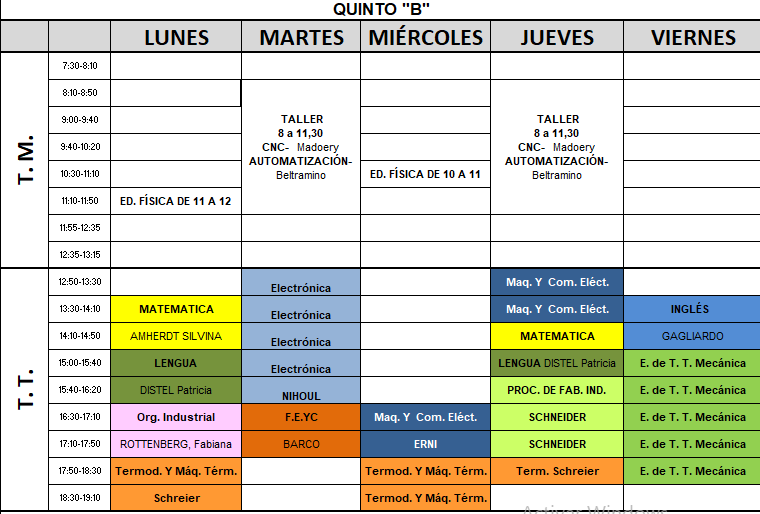 QUINTO "B"
LUNES MARTES MIÉRCOLES JUEVES VIERNES
T. M.
7:30-8:10
8:10-8:50
9:00-9:40
9:40-10:20
10:30-11:10
11:10-11:50
11:55-12:35
12:35-13:15
ED. FÍSICA DE 11 A 12
TALLER
8 a 11,30
CNC- Madoery
AUTOMATIZACIÓN-
Beltramino
ED. FÍSICA DE 10 A 11
TALLER
8 a 11,30
CNC- Madoery
AUTOMATIZACIÓN-
Beltramino
T. T.
12:50-13:30 Electrónica Maq. Y Com. Eléct.
13:30-14:10 MATEMATICA Electrónica Maq. Y Com. Eléct. INGLÉS
14:10-14:50 AMHERDT SILVINA Electrónica MATEMATICA GAGLIARDO
15:00-15:40 LENGUA Electrónica LENGUA DISTEL Patricia E. de T. T. Mecánica
15:40-16:20 DISTEL Patricia NIHOUL PROC. DE FAB. IND. E. de T. T. Mecánica
16:30-17:10 Org. Industrial F.E.YC Maq. Y Com. Eléct. SCHNEIDER E. de T. T. Mecánica
17:10-17:50 ROTTENBERG, Fabiana BARCO ERNI SCHNEIDER E. de T. T. Mecánica
17:50-18:30 Termod. Y Máq. Térm. Termod. Y Máq. Térm. Term. Schreier E. de T. T. Mecánica
18:30-19:10 Schreier Termod. Y Máq. Térm.